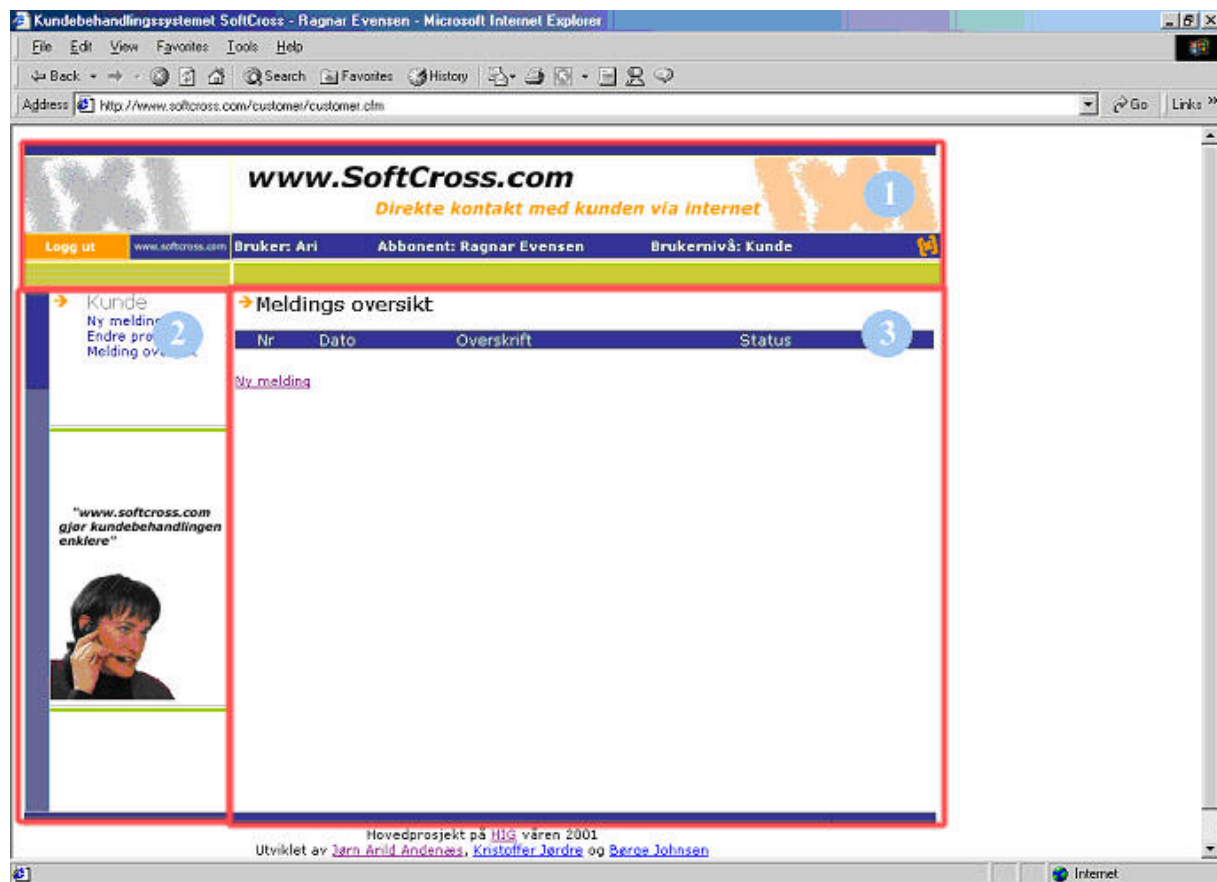 Kundebehandlingssystemet SoftCross - Ragnar Evensen - Microsoft Internet Explorer
File Edit View Favorites Tools Help
Back Search Favorites History
Address http://www.softcross.com/customer/customer.cfm Go Links »
www.SoftCross.com
Direkte kontakt med kunden via internet
1
Logg ut www.softcross.com Bruker: Ari Abbonent: Ragnar Evensen Brukernivå: Kunde
Kunde
Ny melding
Endre pro
Melding ov
2
Meldings oversikt
Nr Dato Overskrift Status
3
Ny melding
"www.softcross.com
gjør kundebehandlingen
enklere"
Hovedprosjekt på HIG våren 2001
Utviklet av Jørn Arild Andenæs, Kristoffer Jørdre og Børge Johnsen
Internet